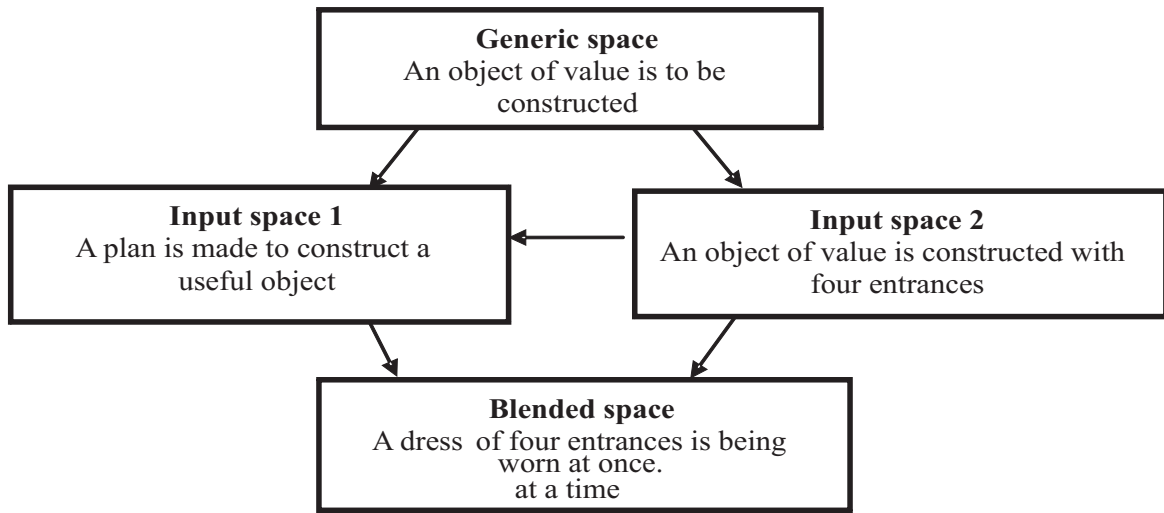 Generic space
An object of value is to be
constructed
Input space 1
A plan is made to construct a
useful object
Input space 2
An object of value is constructed with
four entrances
Blended space
A dress of four entrances is being
worn at once.
at a time